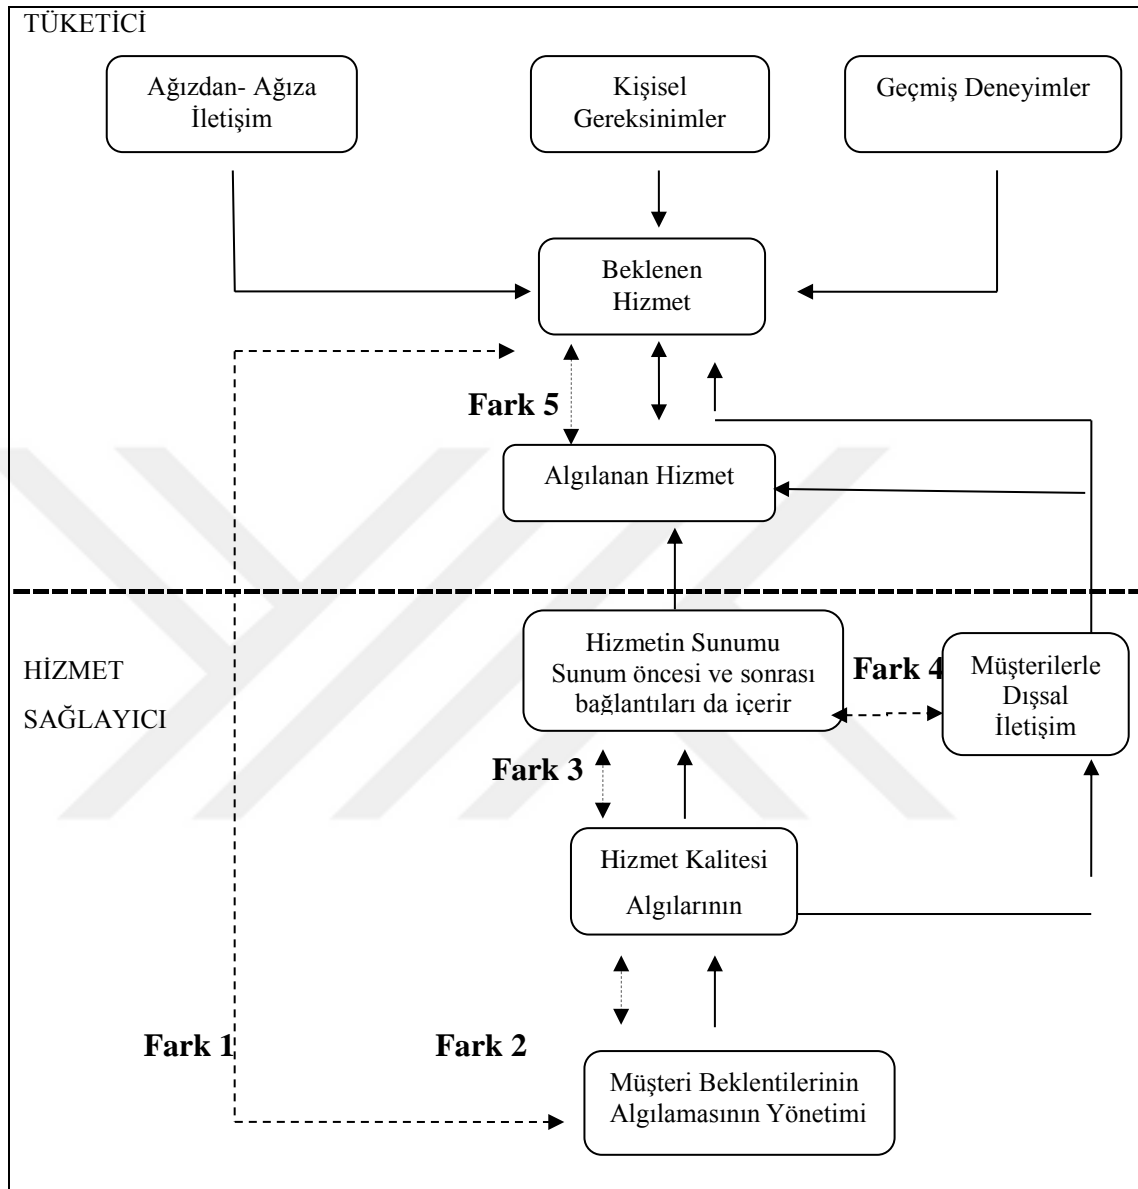 TÜKETİCİ
Ağızdan- Ağıza
İletişim
Kişisel
Gereksinimler
Geçmiş Deneyimler
Beklenen
Hizmet
Fark 5
Algılanan Hizmet
HİZMET
SAĞLAYICI
Hizmetin Sunumu
Sunum öncesi ve sonrası
bağlantıları da içerir
Fark 4
Müşterilerle
Dışsal
İletişim
Fark 3
Hizmet Kalitesi
Algılarının
Fark 1
Fark 2
Müşteri Beklentilerinin
Algılamasının Yönetimi